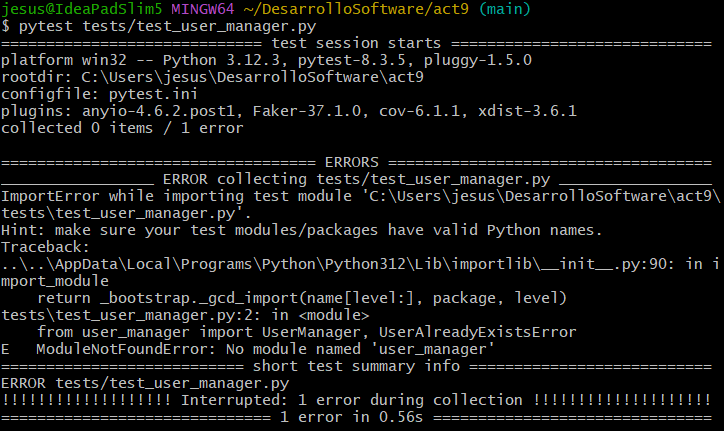 jesus@IdeaPadSlim5 MINGW64 ~/DesarrolloSoftware/act9 (main)
$ pytest tests/test_user_manager.py
============================= test session starts =============================
platform win32 -- Python 3.12.3, pytest-8.3.5, pluggy-1.5.0
rootdir: C:\Users\jesus\DesarrolloSoftware\act9
configfile: pytest.ini
plugins: anyio-4.6.2.post1, Faker-37.1.0, cov-6.1.1, xdist-3.6.1
collected 0 items / 1 error

=================================== ERRORS ====================================
_________________ ERROR collecting tests/test_user_manager.py _________________
ImportError while importing test module 'C:\Users\jesus\DesarrolloSoftware\act9\
tests\test_user_manager.py'.
Hint: make sure your test modules/packages have valid Python names.
Traceback:
..\..\AppData\Local\Programs\Python\Python312\Lib\importlib\__init__.py:90: in i
mport_module
    return _bootstrap._gcd_import(name[level:], package, level)
tests\test_user_manager.py:2: in <module>
    from user_manager import UserManager, UserAlreadyExistsError
E   ModuleNotFoundError: No module named 'user_manager'
=========================== short test summary info ===========================
ERROR tests/test_user_manager.py
!!!!!!!!!!!!!!!!!!! Interrupted: 1 error during collection !!!!!!!!!!!!!!!!!!!!
============================== 1 error in 0.56s ===============================